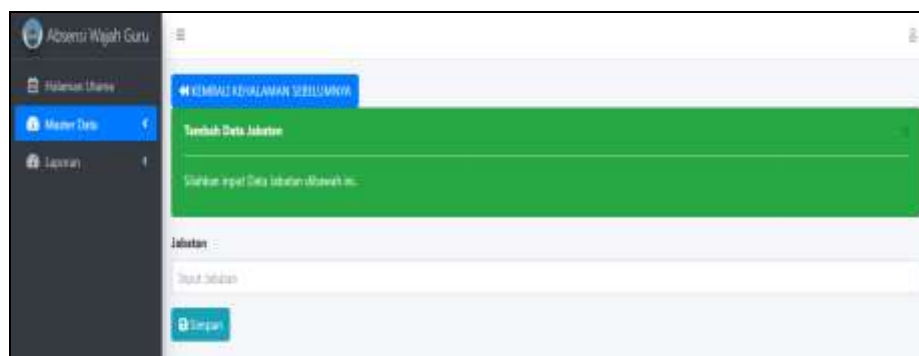 Absensi Wajah Guru
Halaman Utama
Master Data
Laporan
KEMBALI KEHALAMAN SEBELUMNYA
Tambah Data Jabatan
Silahkan input Data Jabatan dibawah ini.
Jabatan :
Input Jabatan
Simpan